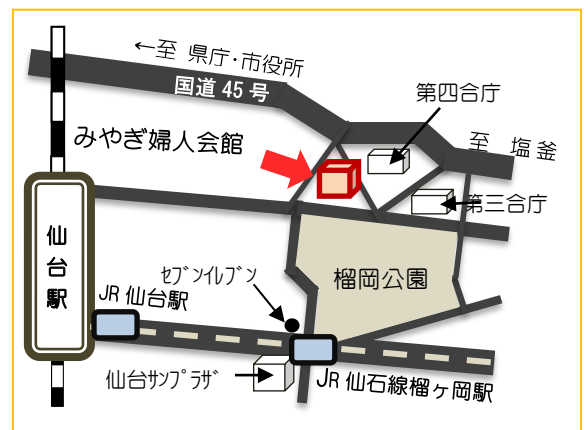 ←至 県庁・市役所
国道 45 号
第四合庁
みやぎ婦人会館
至 塩釜
第三合庁
仙台駅
榴岡公園
ｾﾌﾞﾝｲﾚﾌﾞﾝ
JR 仙台駅
仙台ｻﾝﾌﾟﾗｻﾞ
JR 仙石線榴ヶ岡駅